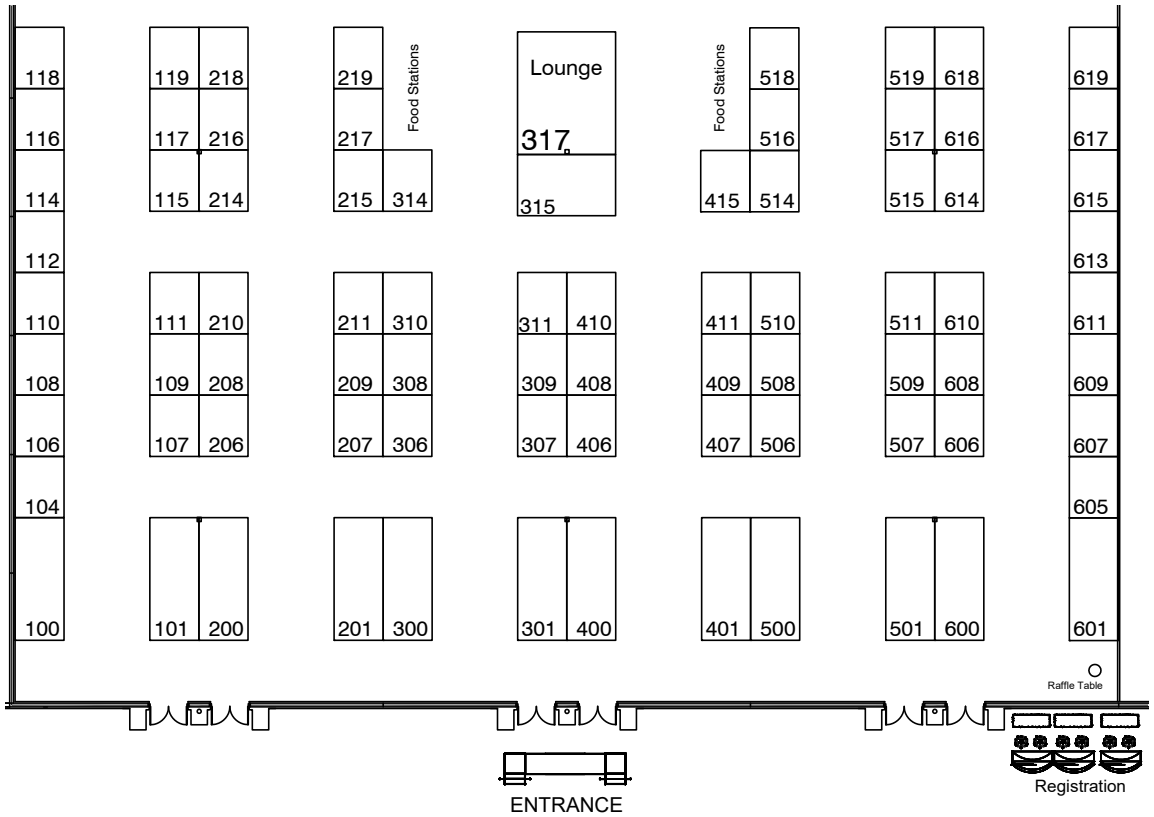 Lounge
118 119 218 219 Food Stations Food Stations 518 519 618 619
116 117 216 217 317 516 517 616 617
114 115 214 215 314 315 415 514 515 614 615
112 613
110 111 210 211 310 311 410 411 510 511 610 611
108 109 208 209 308 309 408 409 508 509 608 609
106 107 206 207 306 307 406 407 506 507 606 607
104 605
100 101 200 201 300 301 400 401 500 501 600 601
Raffle Table
Registration
ENTRANCE